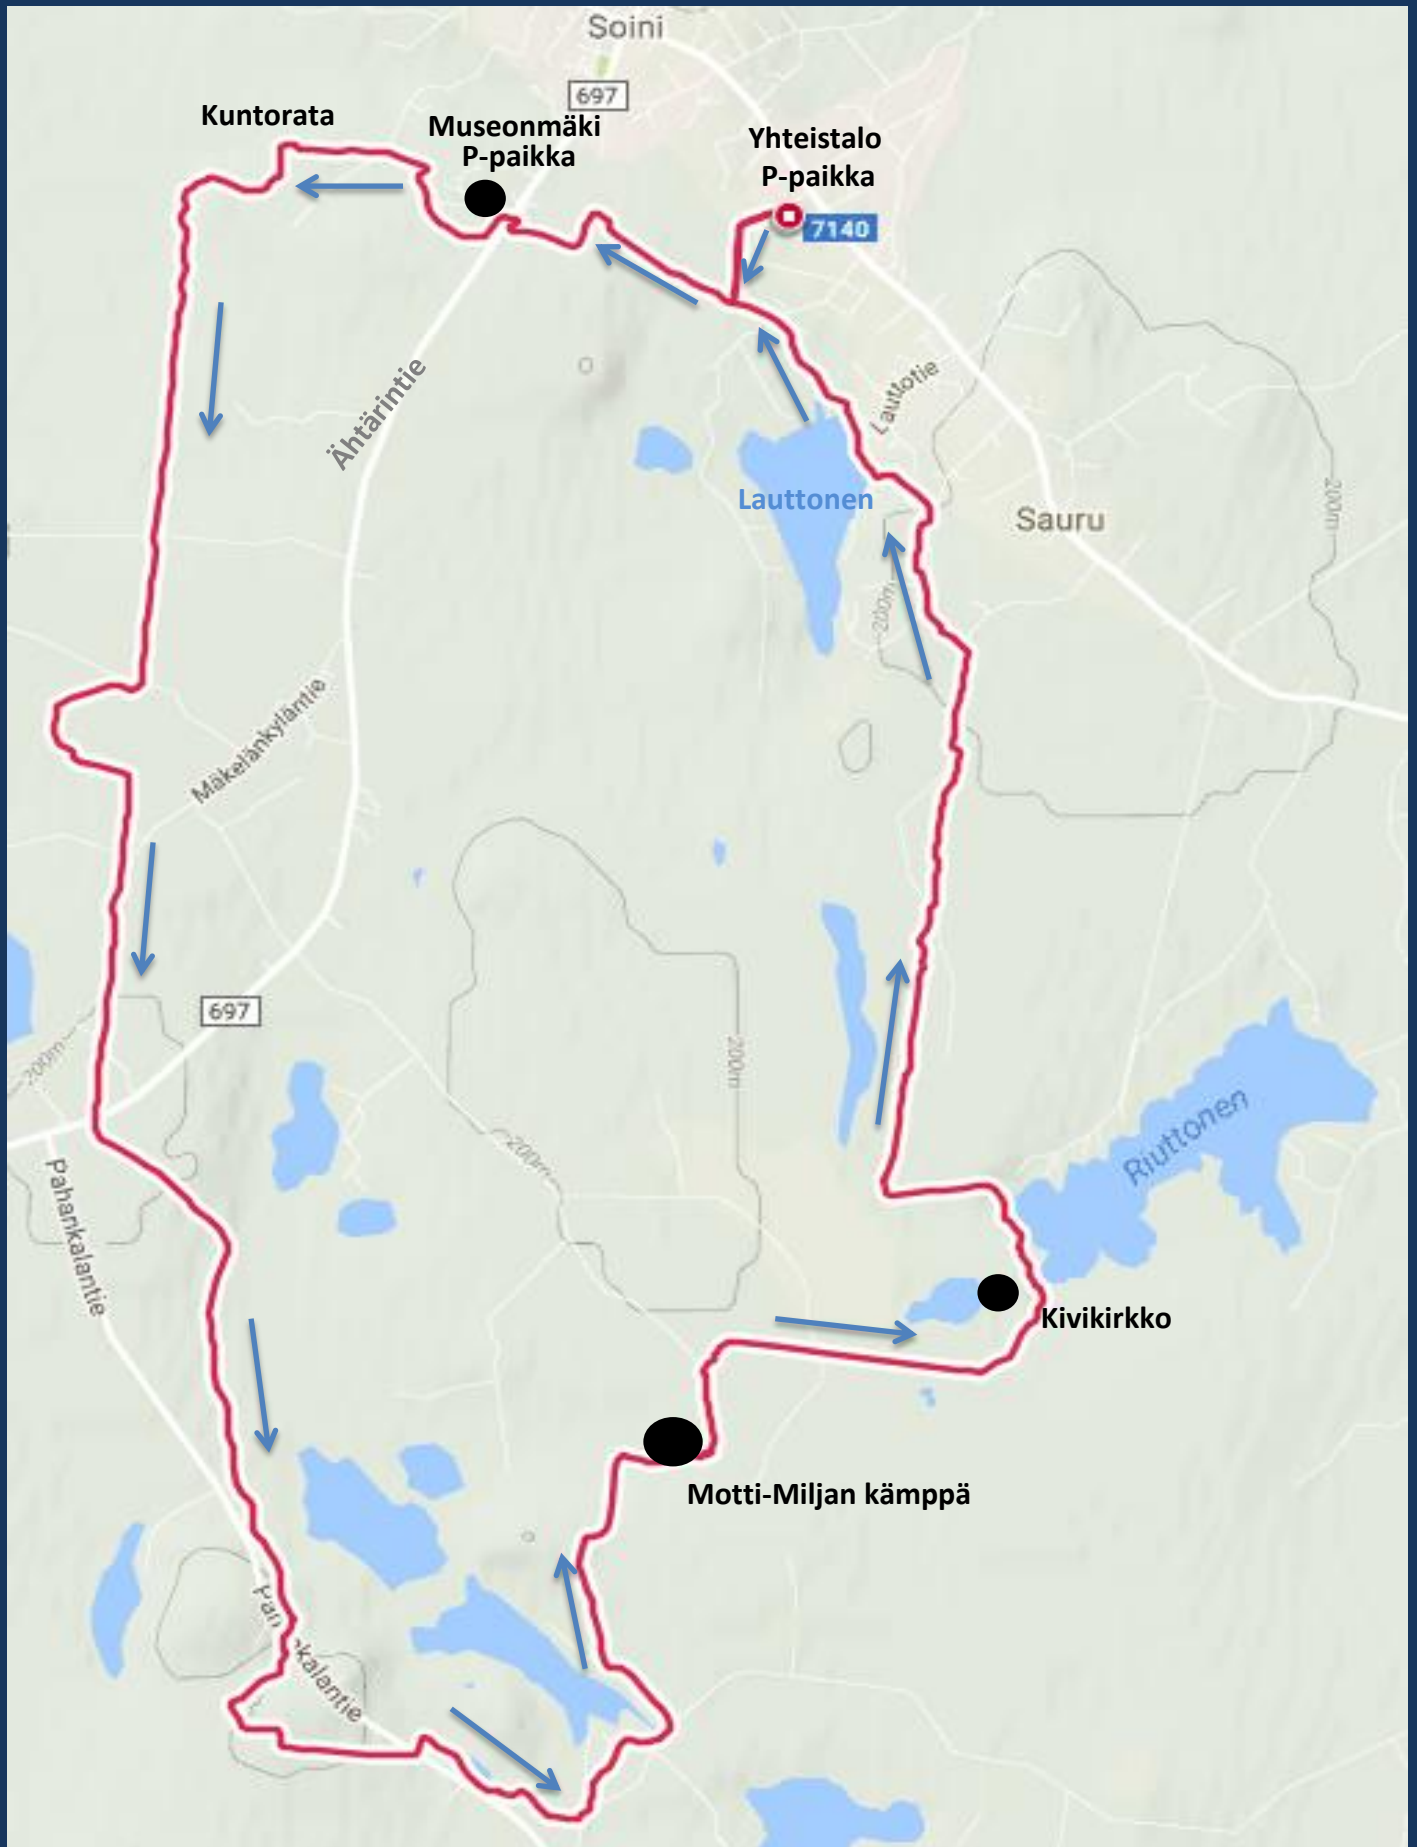 Soini
697
Kuntorata
Museonmäki
P-paikka
Yhteistalo
P-paikka
7140
Ähtärintie
Lauttotie
Lauttonen
Sauru
200m
200m
Mäkelänkyläntie
697
200m
200m
200m
Riuttonen
Pahankalantie
Kivikirkko
Motti-Miljan kämppä
kalantie